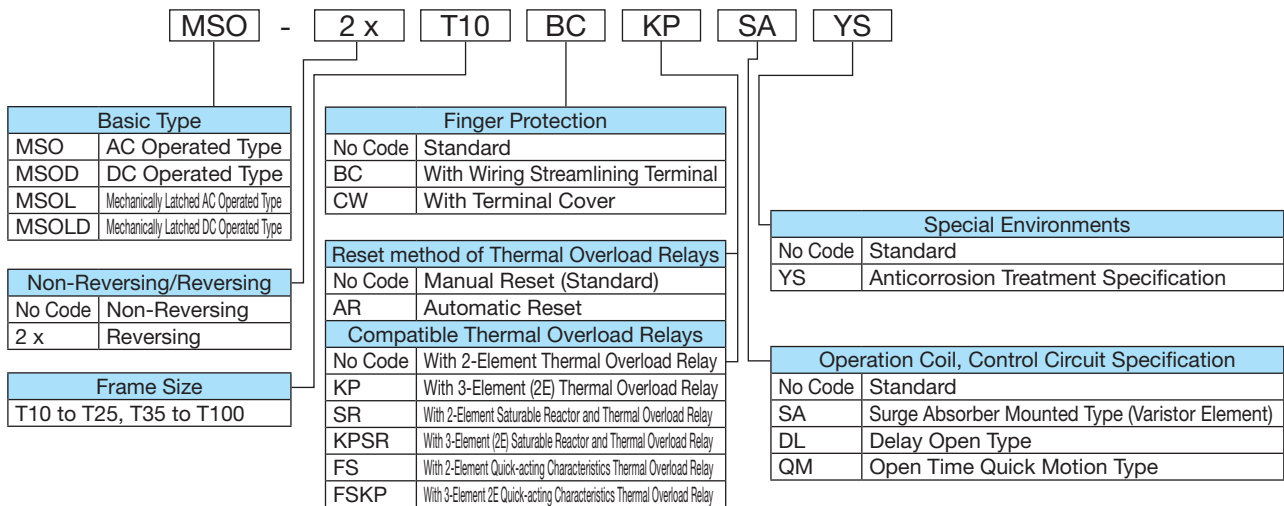 MSO - 2 x T10 BC KP SA YS
Basic Type
MSO AC Operated Type
MSOD DC Operated Type
MSOL Mechanically Latched AC Operated Type
MSOLD Mechanically Latched DC Operated Type
Non-Reversing/Reversing
No Code Non-Reversing
2 x Reversing
Frame Size
T10 to T25, T35 to T100
Finger Protection
No Code Standard
BC With Wiring Streamlining Terminal
CW With Terminal Cover
Reset method of Thermal Overload Relays
No Code Manual Reset (Standard)
AR Automatic Reset
Compatible Thermal Overload Relays
No Code With 2-Element Thermal Overload Relay
KP With 3-Element (2E) Thermal Overload Relay
SR With 2-Element Saturable Reactor and Thermal Overload Relay
KPSR With 3-Element (2E) Saturable Reactor and Thermal Overload Relay
FS With 2-Element Quick-acting Characteristics Thermal Overload Relay
FSKP With 3-Element 2E Quick-acting Characteristics Thermal Overload Relay
Special Environments
No Code Standard
YS Anticorrosion Treatment Specification
Operation Coil, Control Circuit Specification
No Code Standard
SA Surge Absorber Mounted Type (Varistor Element)
DL Delay Open Type
QM Open Time Quick Motion Type